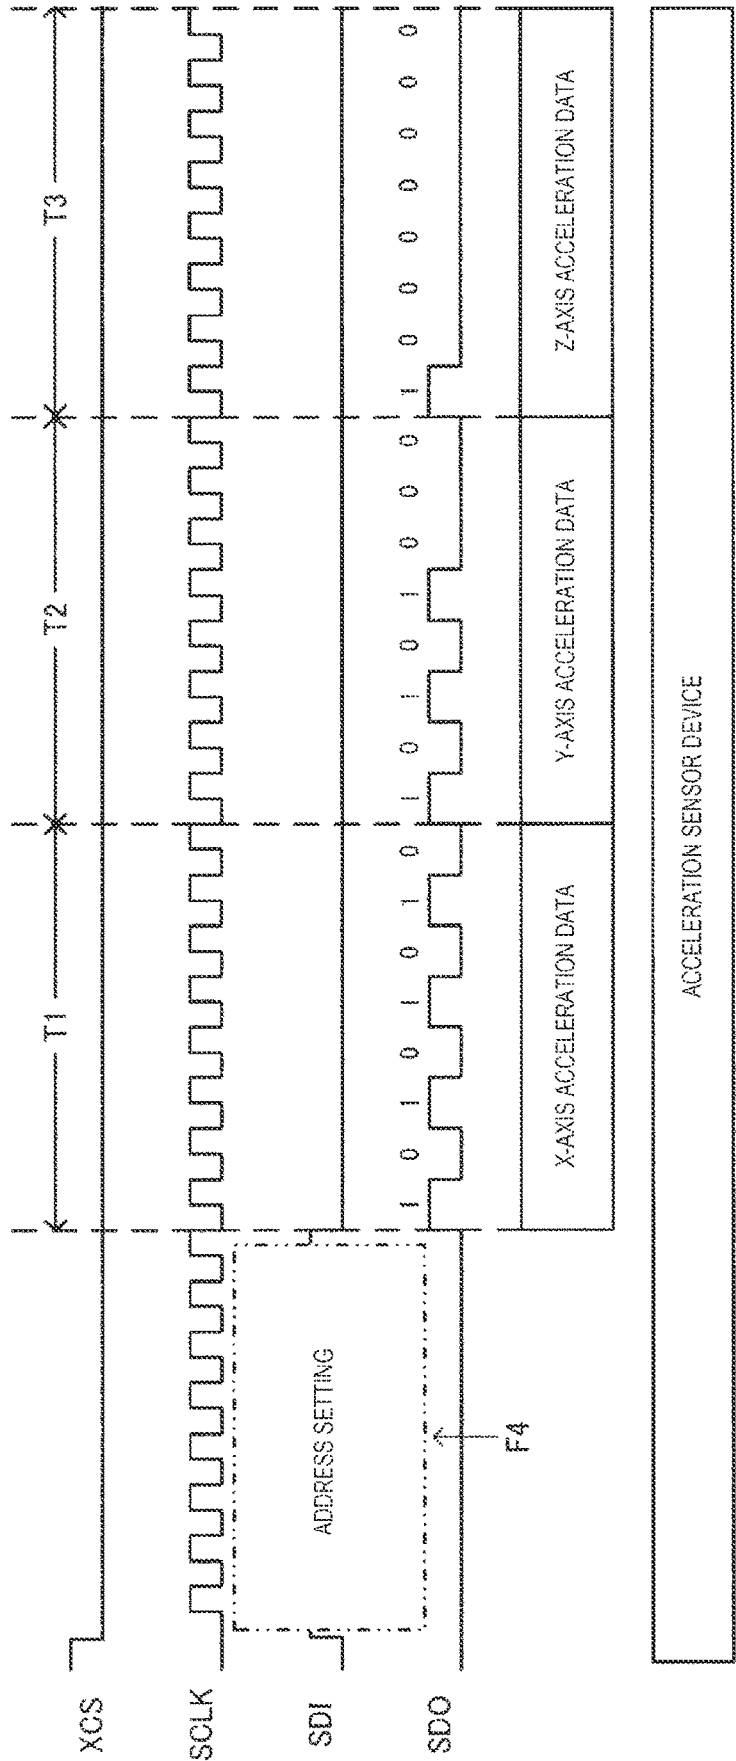 T1 T2 T3
XCS
SCLK
SDI
ADDRESS SETTING
SDO
1 0 1 0 1 0 1 0 1 0 1 0 1 0 0 0 1 0 0 0 0 0 0 0
F4
X-AXIS ACCELERATION DATA
Y-AXIS ACCELERATION DATA
Z-AXIS ACCELERATION DATA
ACCELERATION SENSOR DEVICE